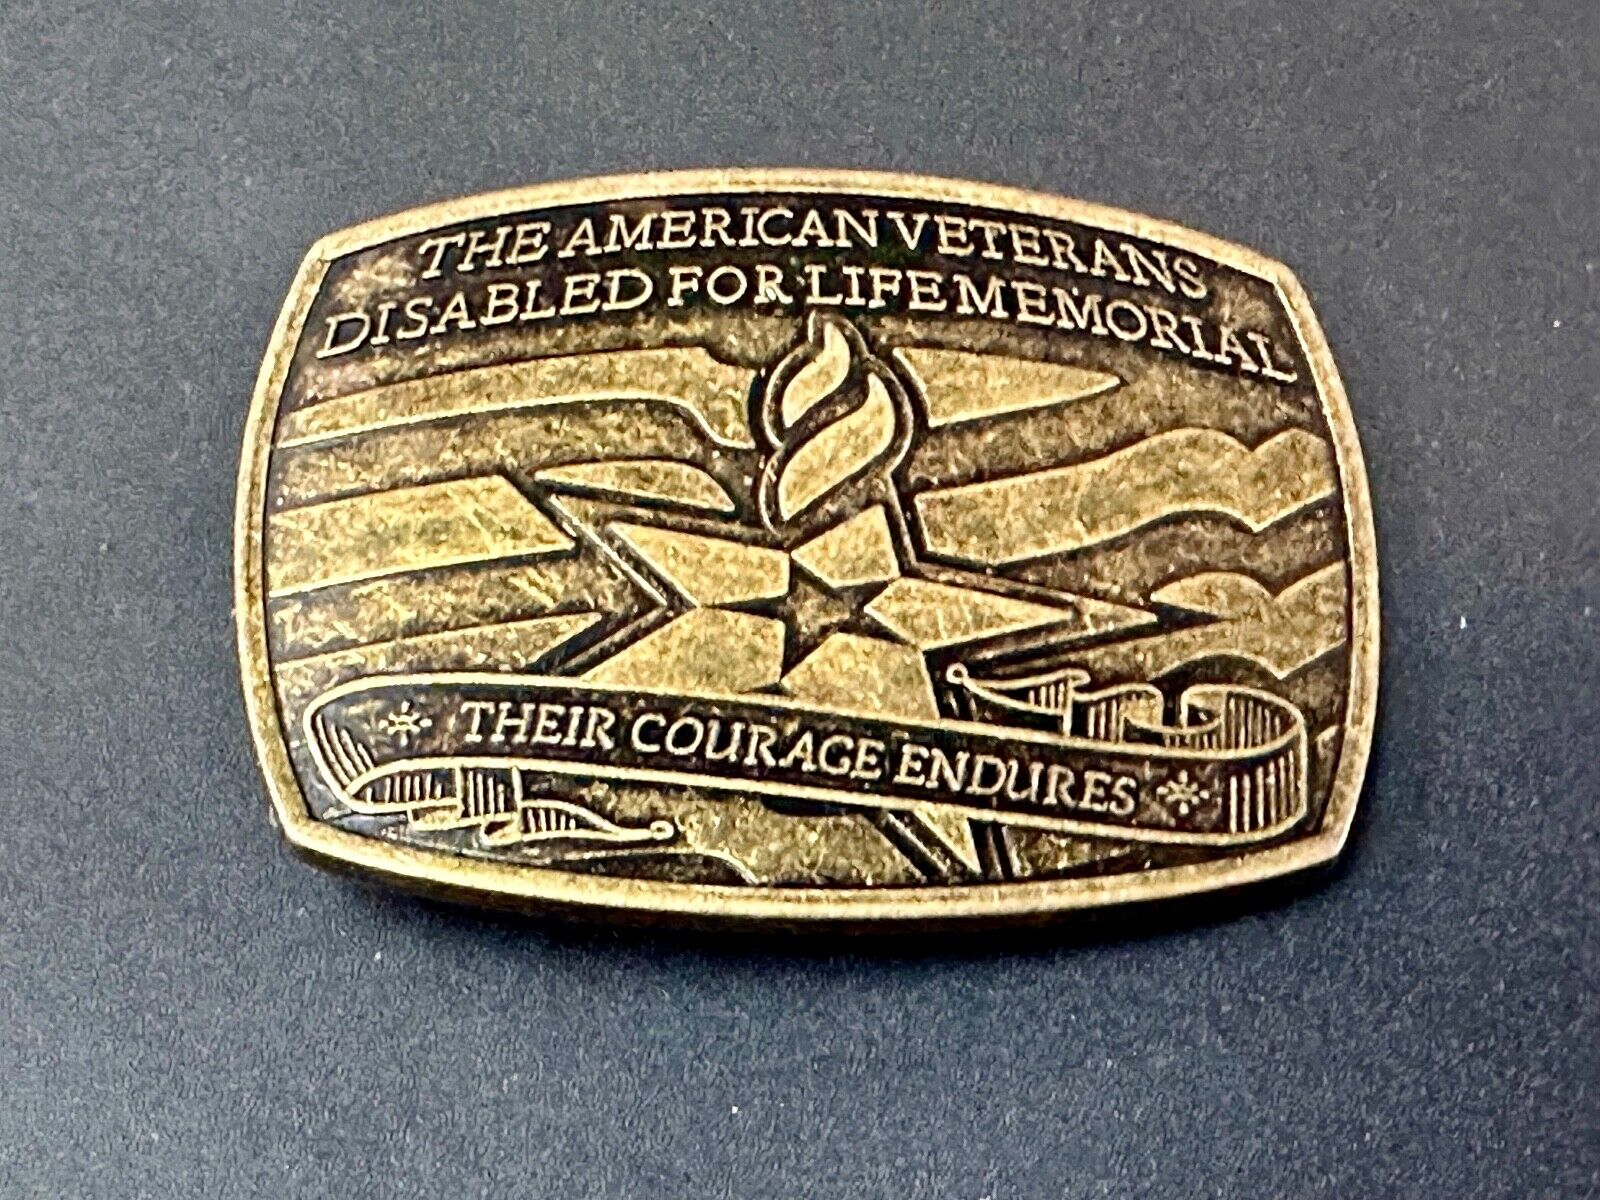 THE AMERICAN VETERANS
DISABLED FOR LIFE MEMORIAL
THEIR COURAGE ENDURES